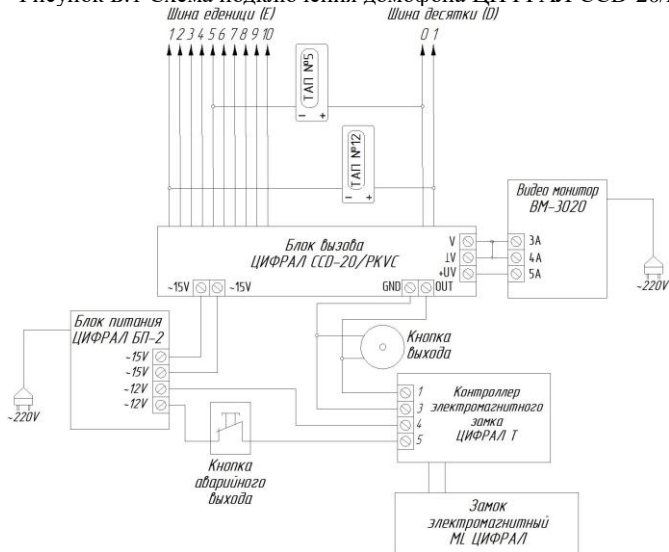 Рисунок В.1 Схема подключения домофона ЦИФРАЛ CCD-20/
Шина еденици (E)
Шина десятки (D)
1 2 3 4 5 6 7 8 9 10
0 1
ТАП №5
- +
ТАП №12
- +
Видео монитор
ВМ-3020
Блок вызова
ЦИФРАЛ CCD-20/PKVC
V
⊥V
+UV
3A
4A
5A
~220V
~15V
~15V
GND
OUT
Блок питания
ЦИФРАЛ БП-2
~15V
~15V
~12V
~12V
~220V
Кнопка
выхода
1
3
4
5
Контроллер
электромагнитного
замка
ЦИФРАЛ Т
Кнопка
аварийного
выхода
Замок
электромагнитный
ML ЦИФРАЛ